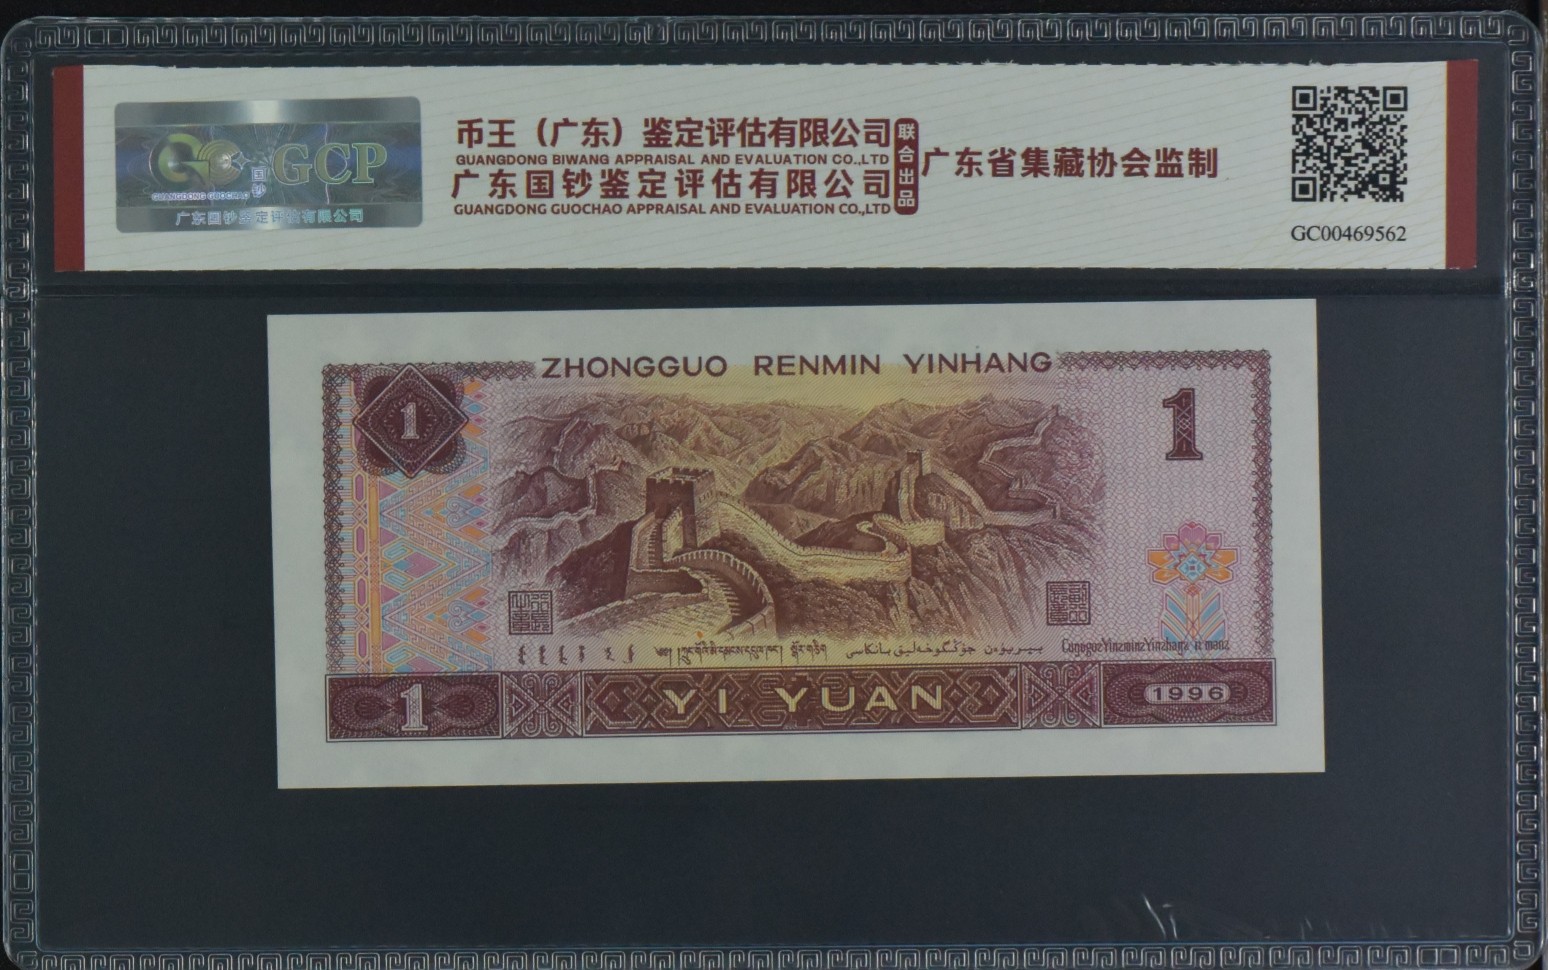 GCP
GUANGDONG GUOCHAO
国钞
广东国钞鉴定评估有限公司
币王（广东）鉴定评估有限公司
GUANGDONG BIWANG APPRAISAL AND EVALUATION CO.,LTD
广东国钞鉴定评估有限公司
GUANGDONG GUOCHAO APPRAISAL AND EVALUATION CO.,LTD
联合出品
广东省集藏协会监制
GC00469562
ZHONGGUO RENMIN YINHANG
1
1
1
YI YUAN
1996